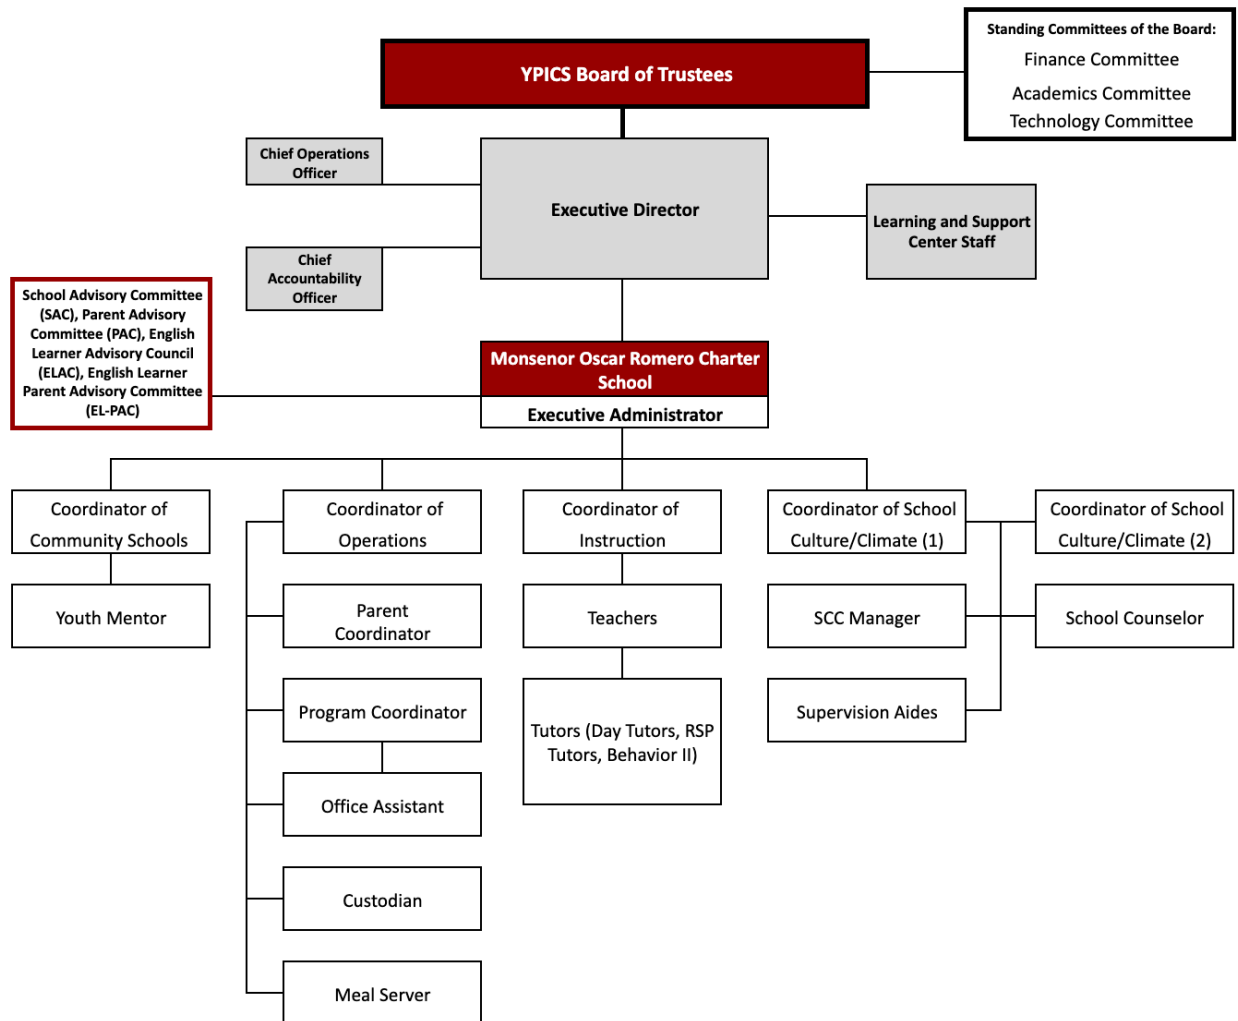 Standing Committees of the Board:
Finance Committee
Academics Committee
Technology Committee
YPICS Board of Trustees
Chief Operations
Officer
Executive Director
Learning and Support
Center Staff
Chief
Accountability
Officer
School Advisory Committee
(SAC), Parent Advisory
Committee (PAC), English
Learner Advisory Council
(ELAC), English Learner
Parent Advisory Committee
(EL-PAC)
Monsenor Oscar Romero Charter
School
Executive Administrator
Coordinator of
Community Schools
Coordinator of
Operations
Coordinator of
Instruction
Coordinator of School
Culture/Climate (1)
Coordinator of School
Culture/Climate (2)
Youth Mentor
Parent
Coordinator
Teachers
SCC Manager
School Counselor
Program Coordinator
Tutors (Day Tutors, RSP
Tutors, Behavior II)
Supervision Aides
Office Assistant
Custodian
Meal Server